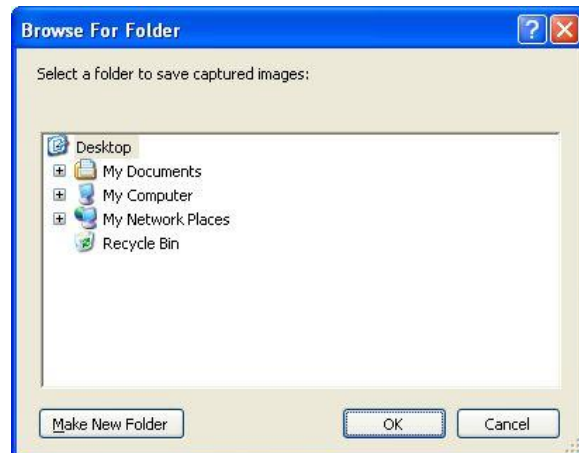 Browse For Folder
Select a folder to save captured images:
Desktop
My Documents
My Computer
My Network Places
Recycle Bin
Make New Folder
OK
Cancel